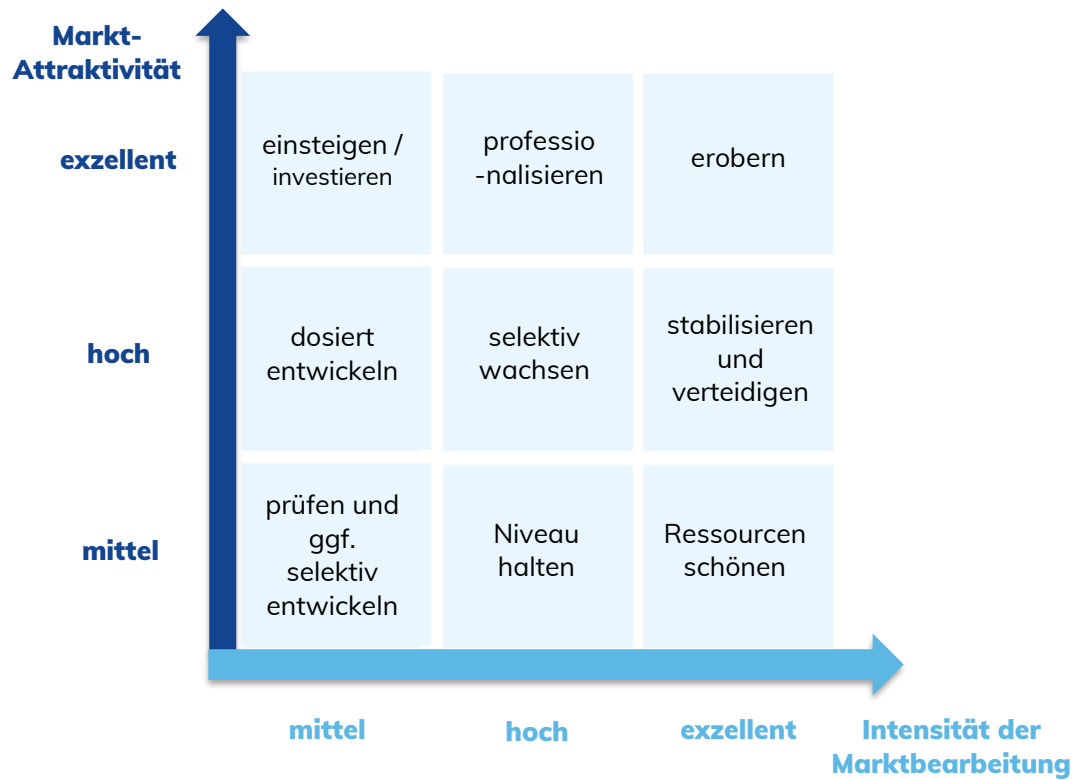 Markt-
Attraktivität
exzellent
einsteigen /
investieren
professio
-nalisieren
erobern
hoch
dosiert
entwickeln
selektiv
wachsen
stabilisieren
und
verteidigen
mittel
prüfen und
ggf.
selektiv
entwickeln
Niveau
halten
Ressourcen
schönen
mittel
hoch
exzellent
Intensität der
Marktbearbeitung